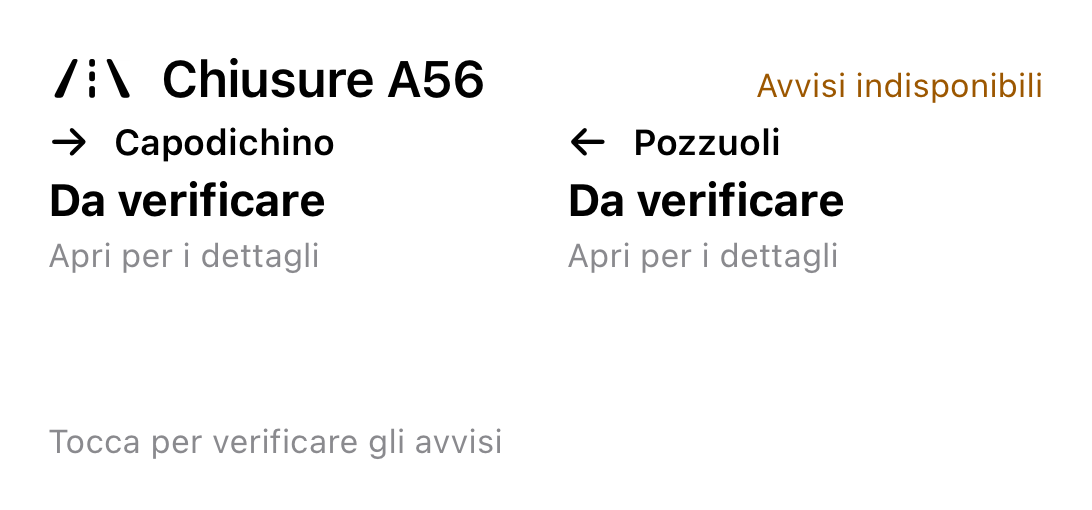 Chiusure A56
Avvisi indisponibili
→ Capodichino
Da verificare
Apri per i dettagli
← Pozzuoli
Da verificare
Apri per i dettagli
Tocca per verificare gli avvisi